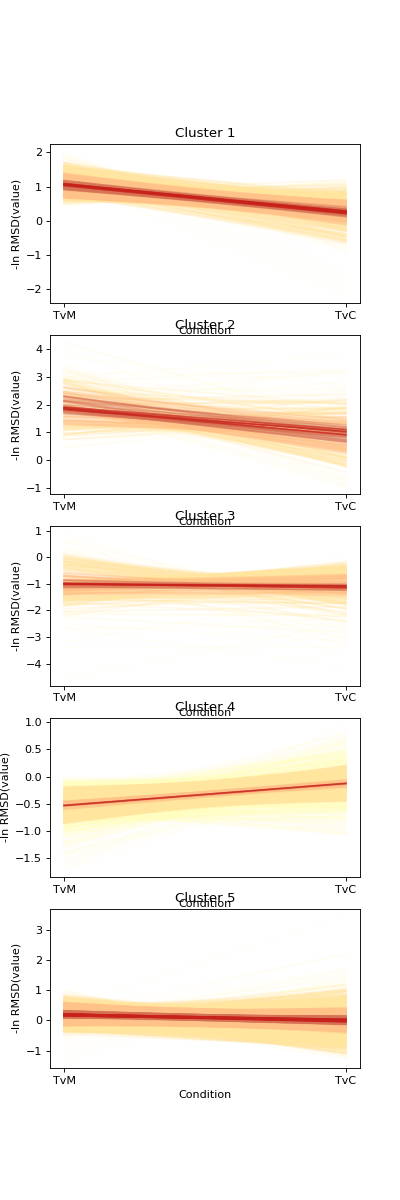 Cluster 1
2
1
0
−1
−2
-ln RMSD(value)
TvM
TvC
Condition
Cluster 2
4
3
2
1
0
−1
-ln RMSD(value)
TvM
TvC
Condition
Cluster 3
1
0
−1
−2
−3
−4
-ln RMSD(value)
TvM
TvC
Condition
Cluster 4
1.0
0.5
0.0
−0.5
−1.0
−1.5
-ln RMSD(value)
TvM
TvC
Condition
Cluster 5
3
2
1
0
−1
-ln RMSD(value)
TvM
TvC
Condition